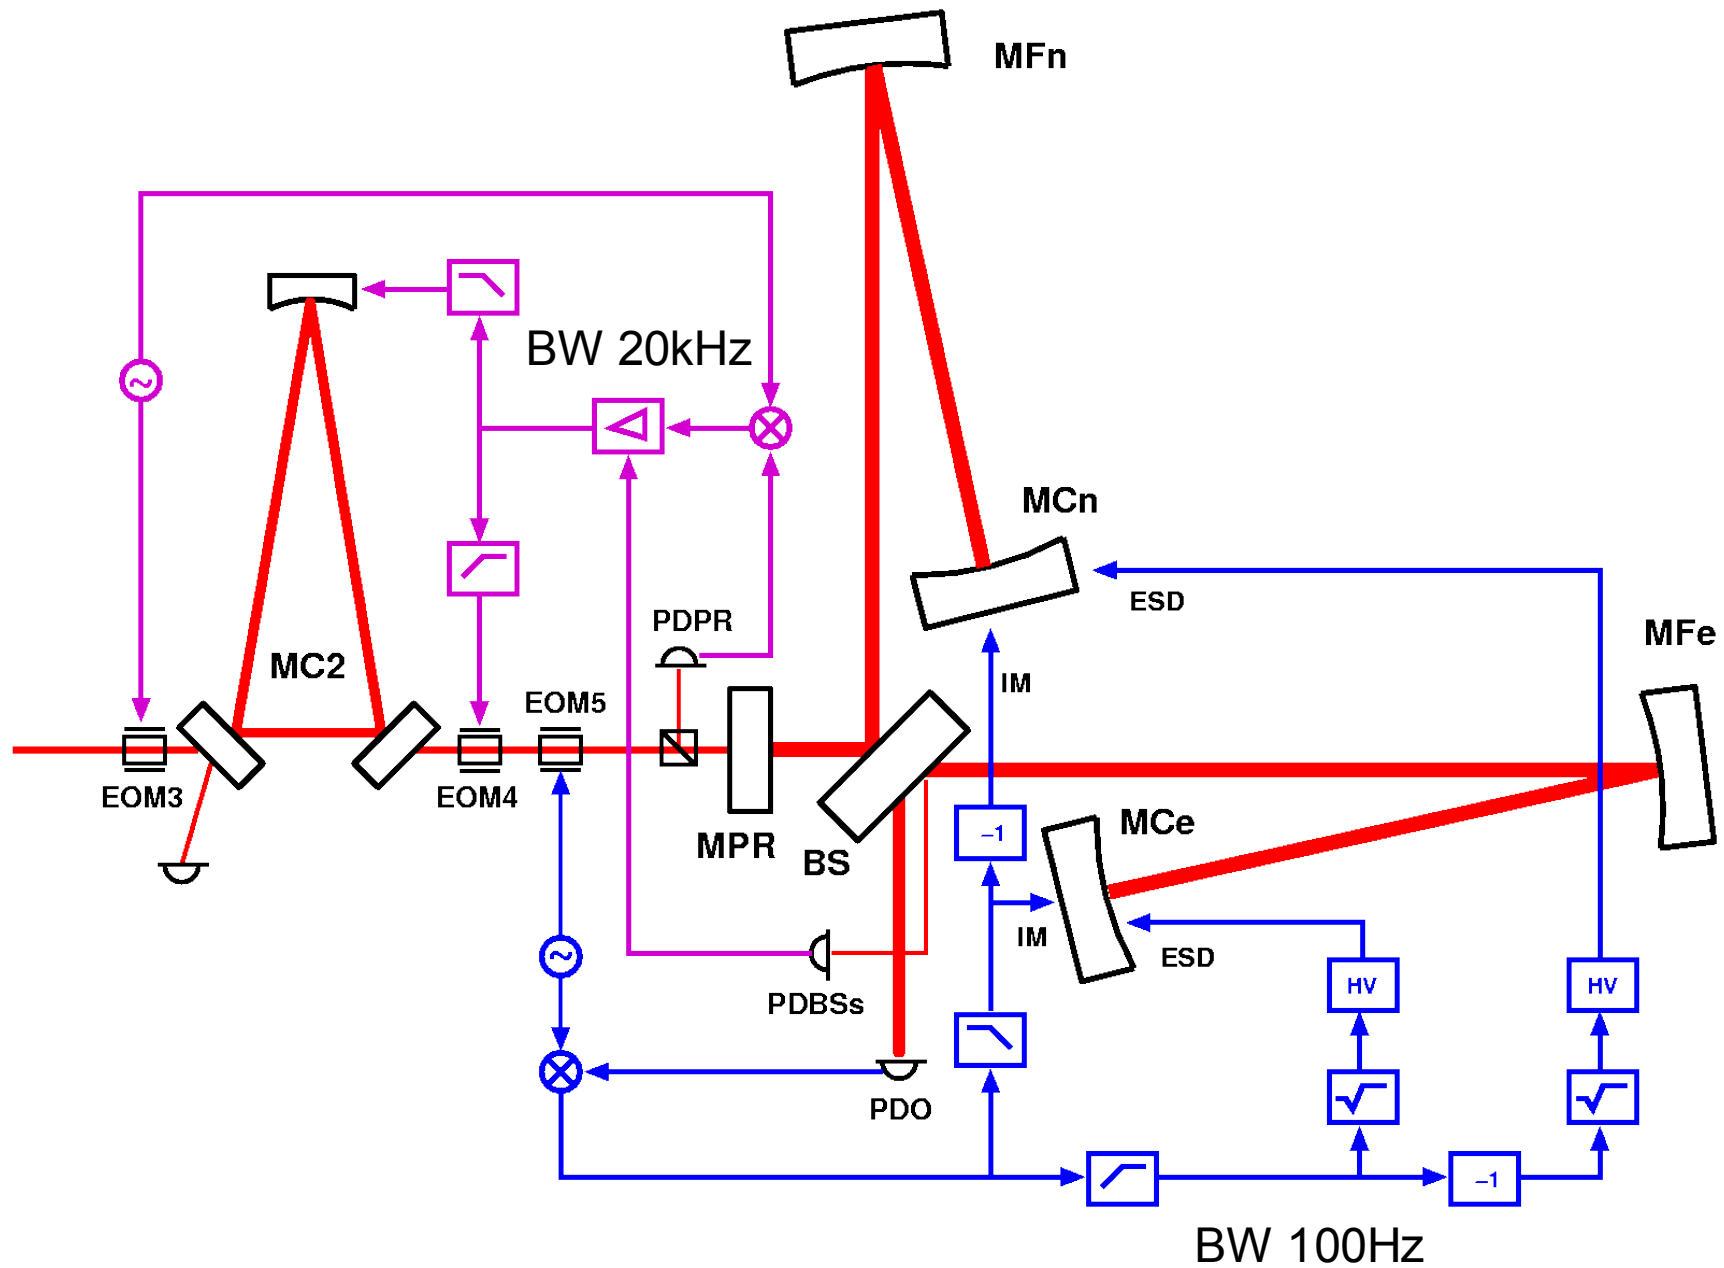 MFn
BW 20kHz
MCn
ESD
PDPR
MFe
MC2
IM
EOM5
EOM3
EOM4
MPR
BS
–1
MCe
IM
ESD
PDBSs
HV
HV
PDO
–1
BW 100Hz